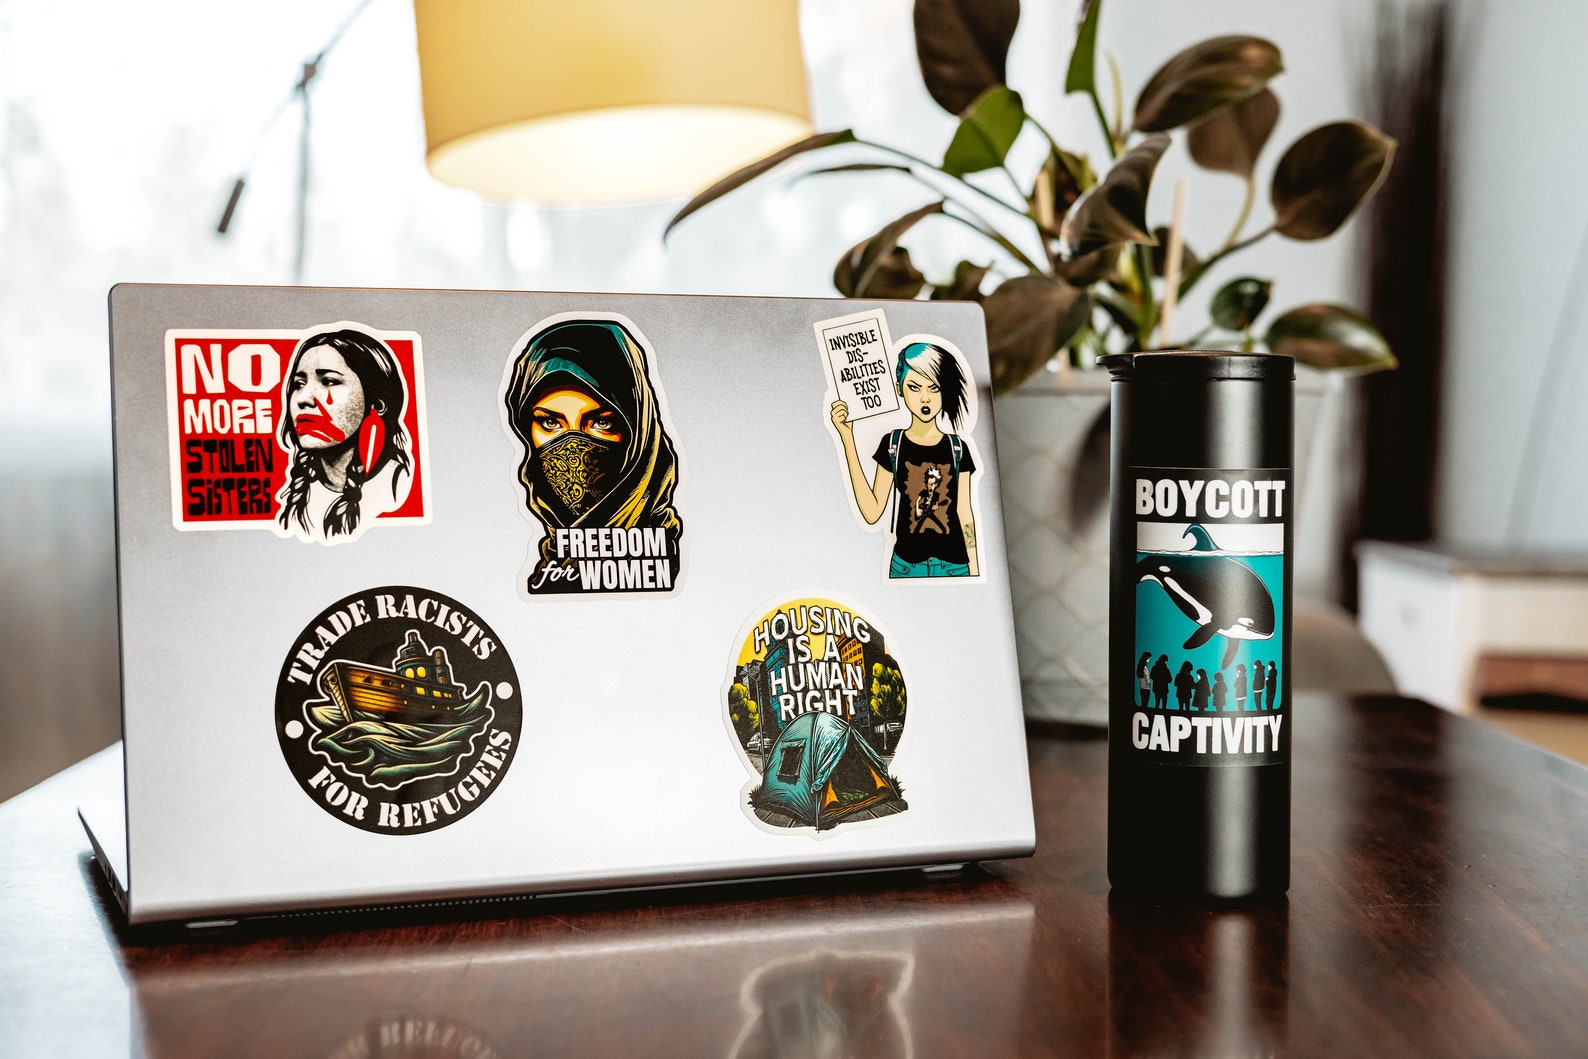 NO
MORE
STOLEN
SISTERS
FREEDOM
for WOMEN
INVISIBLE
DIS-
ABILITIES
EXIST
TOO
TRADE RACISTS
FOR REFUGEES
HOUSING
IS A
HUMAN
RIGHT
BOYCOTT
CAPTIVITY